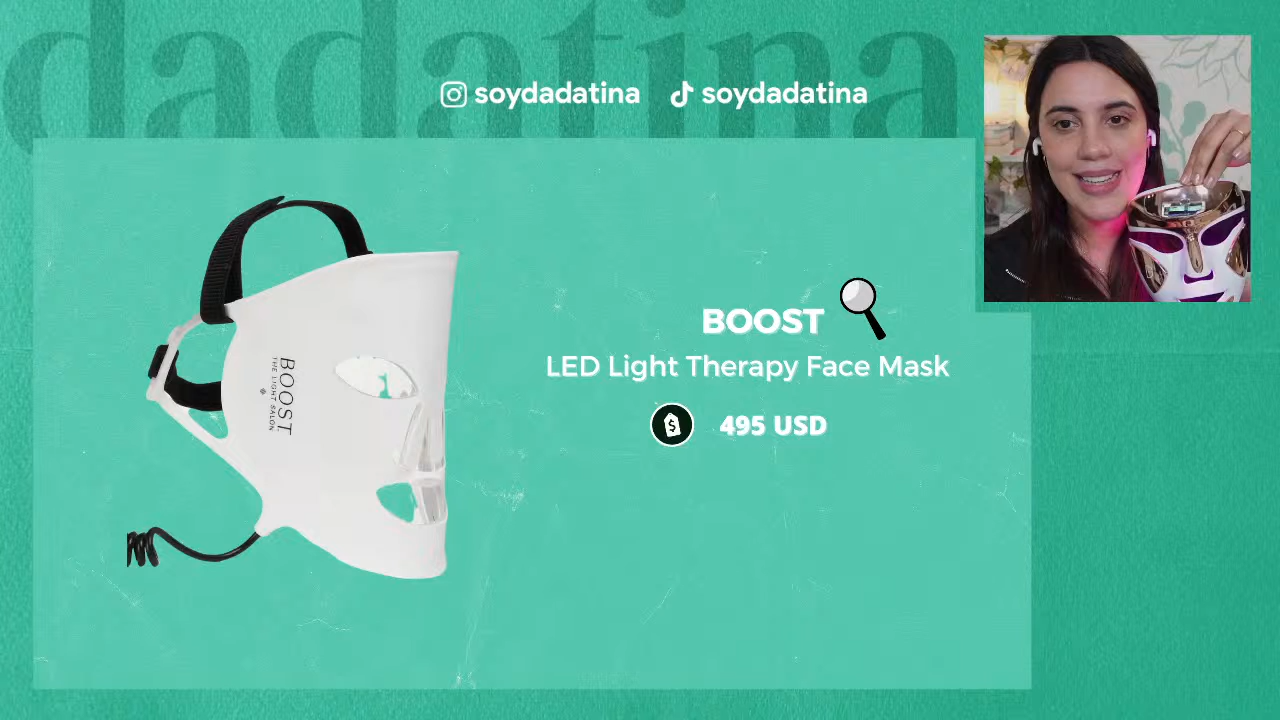 dadatina
soydadatina soydadatina
BOOST
LED Light Therapy Face Mask
$ 495 USD
BOOST
THE LIGHT SALON